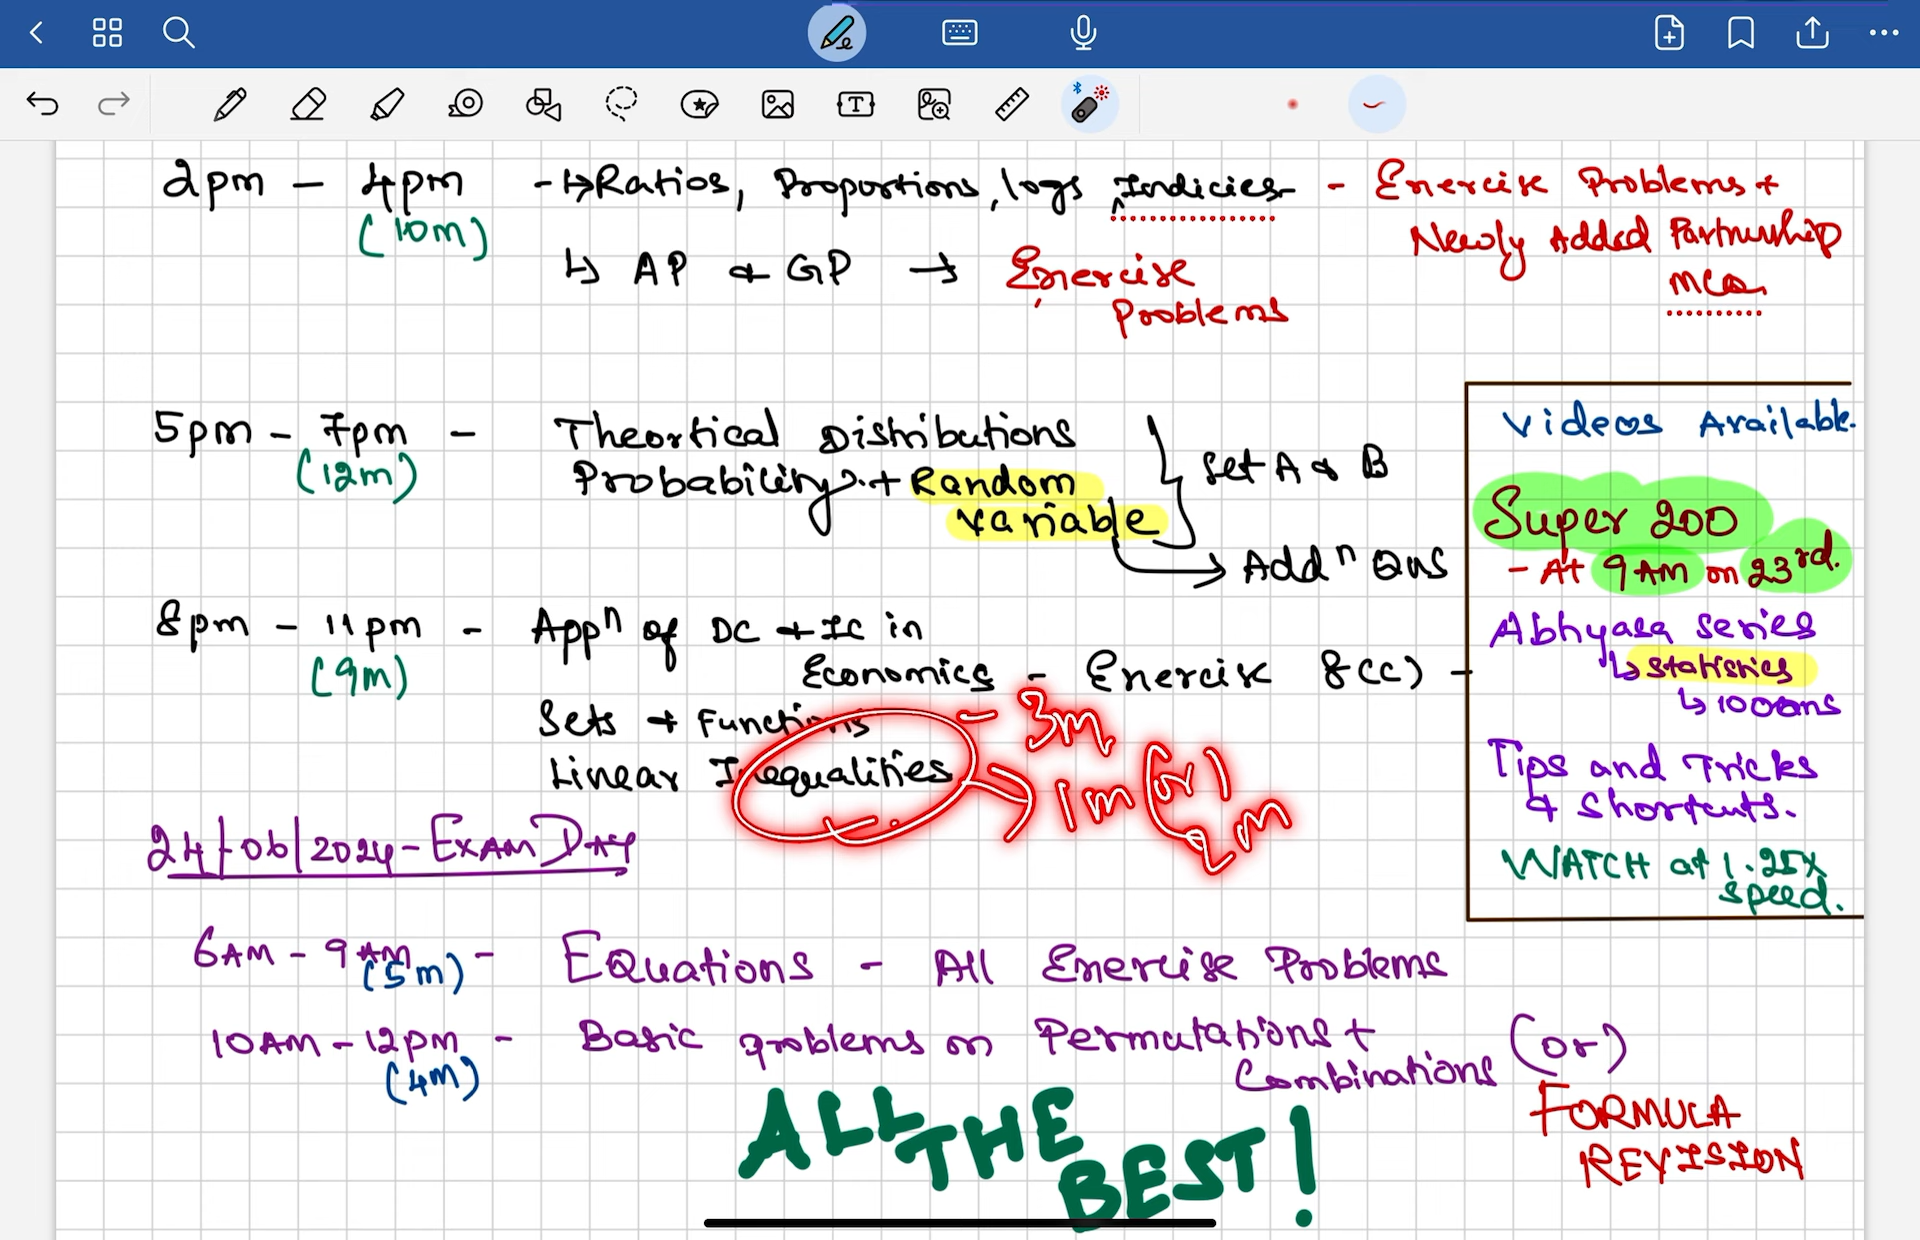 2pm - 4pm - ↳ Ratios, Proportions, logs, Indicies - Exercise Problems +
(10m)
Newly Added Partnership
MCQ
↳ AP & GP → Exercise
Problems
5pm - 7pm - Theortical Distributions
(12m)
Probability + Random
Variable
Set A & B
→ Addn Qns
8pm - 11pm - Appn of DC + IC in
(9m)
Economics - Exercise 8(C) -
Sets + Functions - 3m
Linear Inequalities → 1m (or)
2m
Videos Available.
Super 200
- At 9AM on 23rd.
Abhyasa series
↳ Statistics
↳ 100Qns
Tips and Tricks
& Shortcuts.
WATCH at 1.25x
speed.
24/06/2024 - EXAM DAY
6AM - 9AM - Equations - All Exercise Problems
(5m)
10AM - 12pm - Basic problems on Permutations +
(4m)
Combinations (or)
FORMULA
REVISION
ALL
THE
BEST!